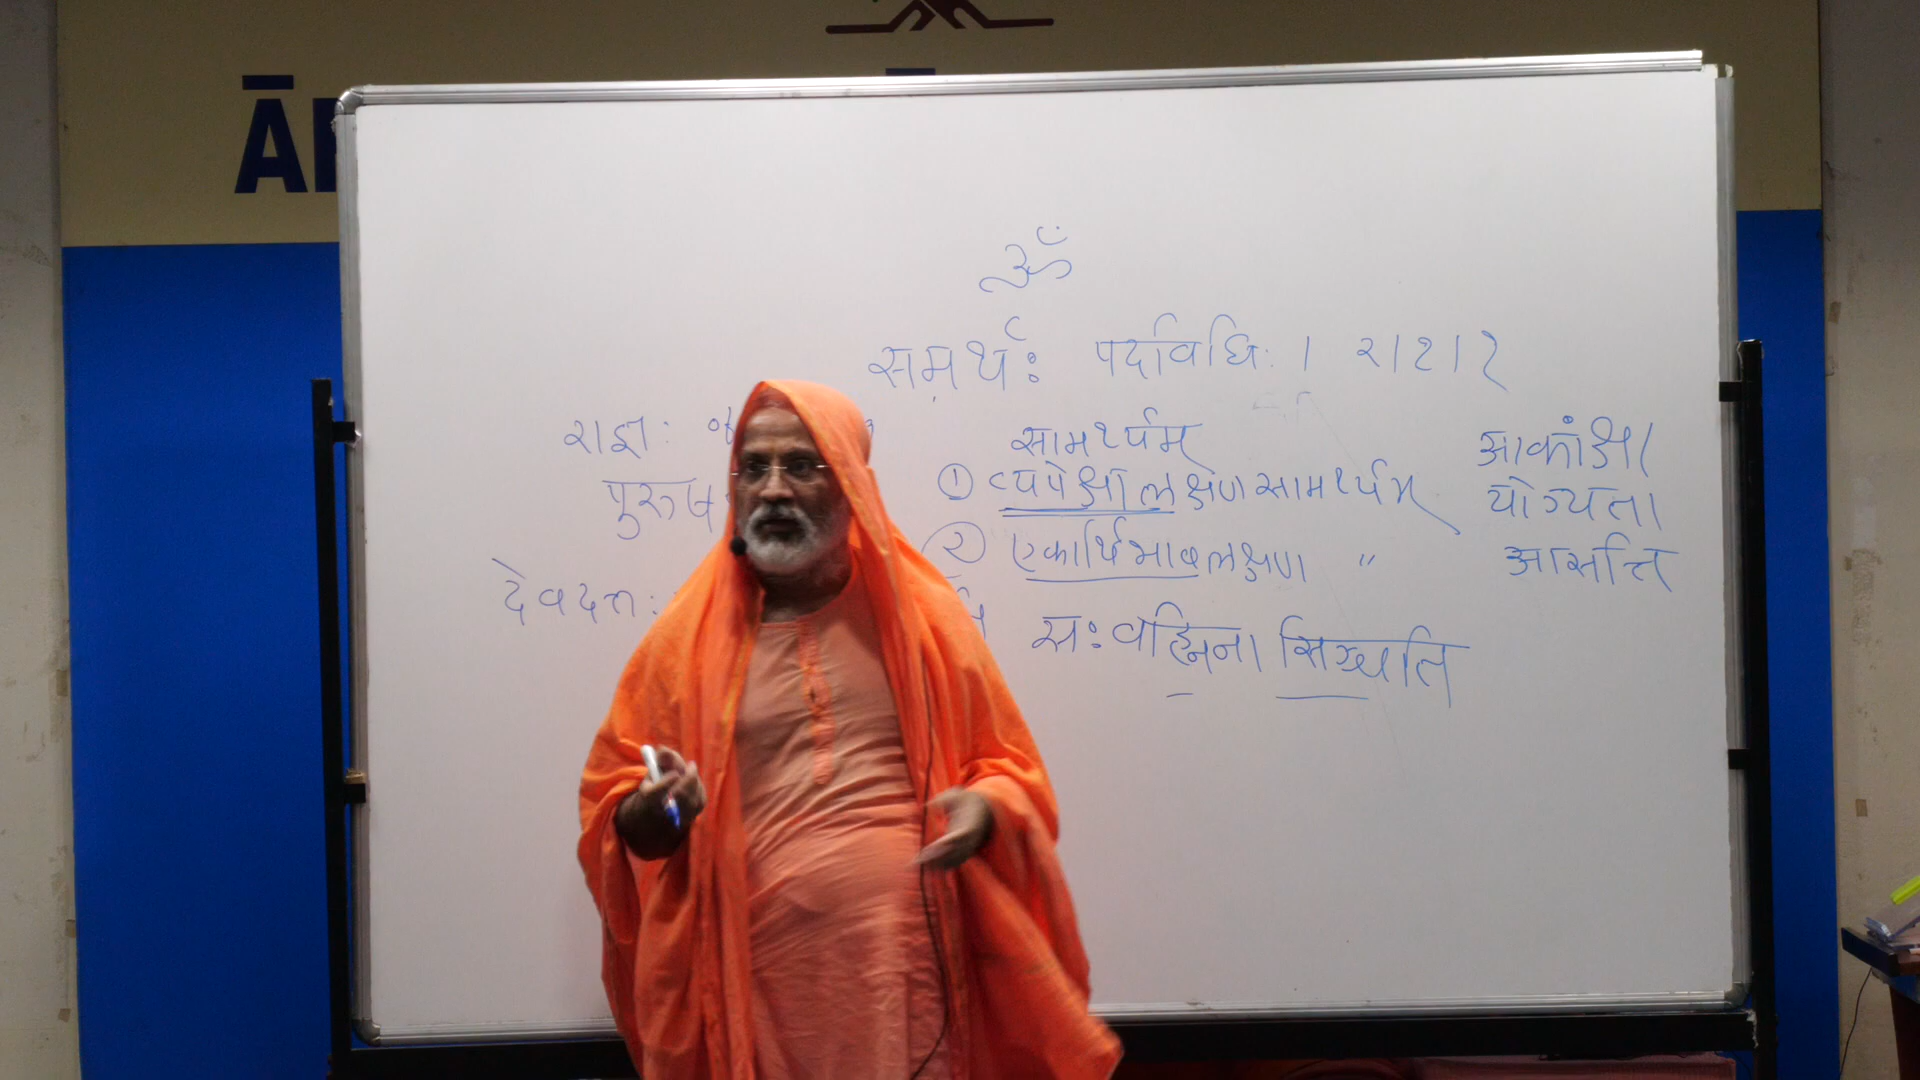 ॐ
समर्थः पदविधिः । २।१।१
राज्ञः
सामर्थ्यम्
आकांक्षा
पुरुष
① व्यपेक्षालक्षणसामर्थ्यम्
योग्यता
② एकार्थिभावलक्षण "
आसत्ति
देवदत्तः
सः वह्निना सिञ्चति